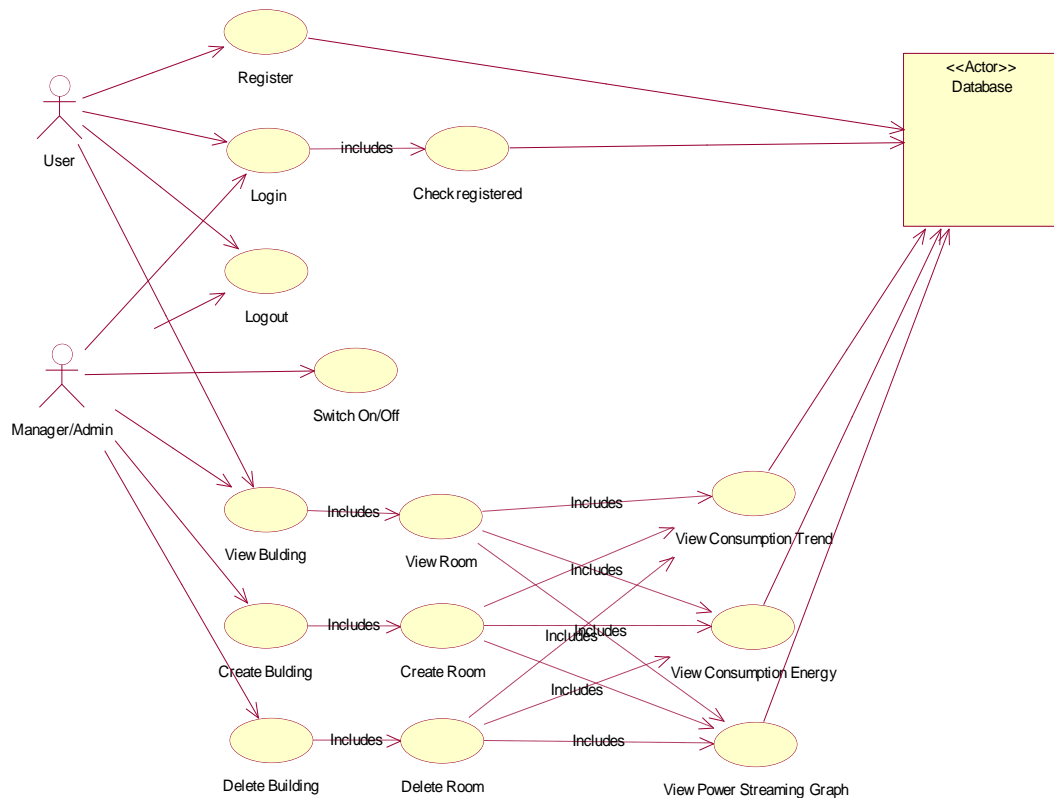 <<Actor>>
Database
Register
User
includes
Login
Check registered
Logout
Manager/Admin
Switch On/Off
Includes
Includes
View Bulding
View Room
View Consumption Trend
Includes
Includes
Includes
Includes
Create Bulding
Create Room
View Consumption Energy
Includes
Includes
Includes
Delete Building
Delete Room
View Power Streaming Graph